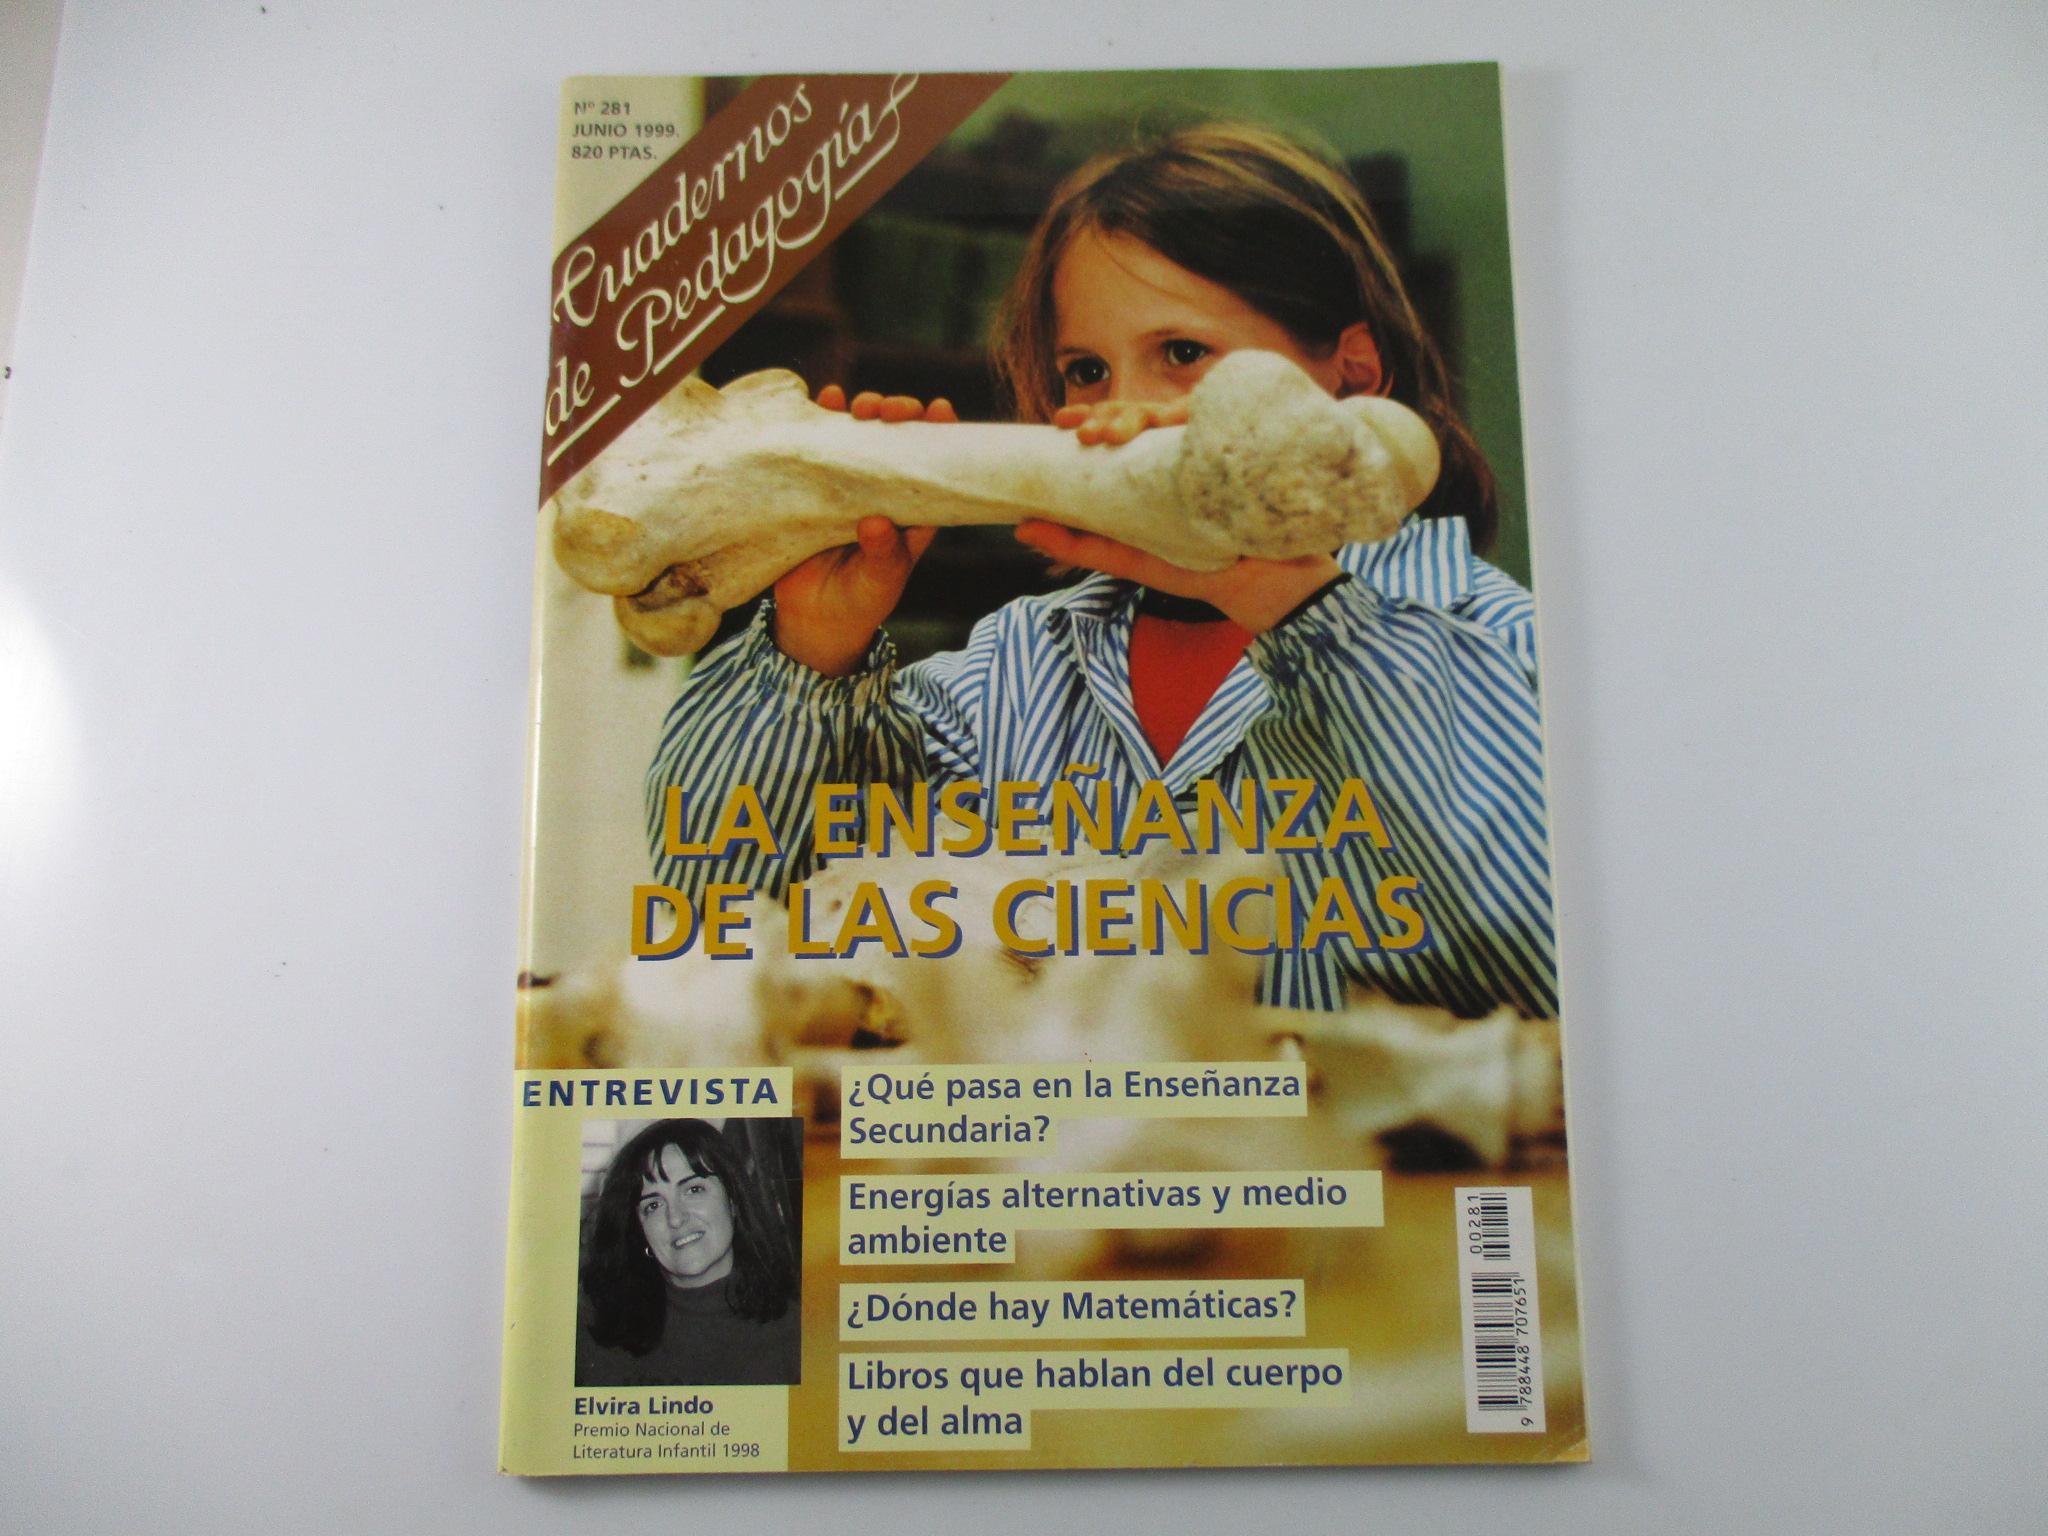 Nº 281
JUNIO 1999.
820 PTAS.
Cuadernos
de Pedagogía
LA ENSEÑANZA
DE LAS CIENCIAS
ENTREVISTA
Elvira Lindo
Premio Nacional de
Literatura Infantil 1998
¿Qué pasa en la Enseñanza
Secundaria?
Energías alternativas y medio
ambiente
¿Dónde hay Matemáticas?
Libros que hablan del cuerpo
y del alma
00281
9 788448 707651